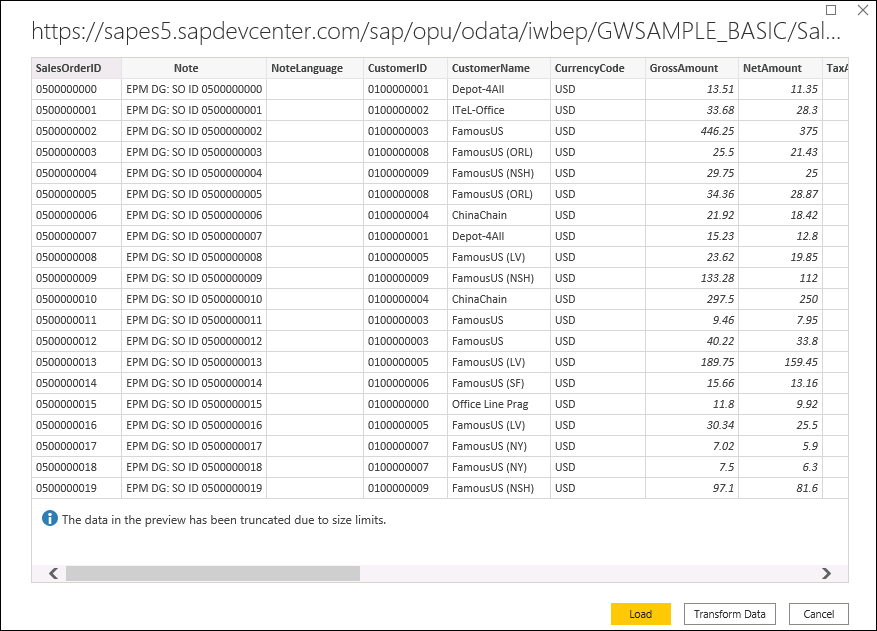 https://sapes5.sapdevcenter.com/sap/opu/odata/iwbep/GWSAMPLE_BASIC/Sal...
SalesOrderID Note NoteLanguage CustomerID CustomerName CurrencyCode GrossAmount NetAmount TaxA
0500000000 EPM DG: SO ID 0500000000 0100000001 Depot-4All USD 13.51 11.35
0500000001 EPM DG: SO ID 0500000001 0100000002 ITeL-Office USD 33.68 28.3
0500000002 EPM DG: SO ID 0500000002 0100000003 FamousUS USD 446.25 375
0500000003 EPM DG: SO ID 0500000003 0100000008 FamousUS (ORL) USD 25.5 21.43
0500000004 EPM DG: SO ID 0500000004 0100000009 FamousUS (NSH) USD 29.75 25
0500000005 EPM DG: SO ID 0500000005 0100000008 FamousUS (ORL) USD 34.36 28.87
0500000006 EPM DG: SO ID 0500000006 0100000004 ChinaChain USD 21.92 18.42
0500000007 EPM DG: SO ID 0500000007 0100000001 Depot-4All USD 15.23 12.8
0500000008 EPM DG: SO ID 0500000008 0100000005 FamousUS (LV) USD 23.62 19.85
0500000009 EPM DG: SO ID 0500000009 0100000009 FamousUS (NSH) USD 133.28 112
0500000010 EPM DG: SO ID 0500000010 0100000004 ChinaChain USD 297.5 250
0500000011 EPM DG: SO ID 0500000011 0100000003 FamousUS USD 9.46 7.95
0500000012 EPM DG: SO ID 0500000012 0100000003 FamousUS USD 40.22 33.8
0500000013 EPM DG: SO ID 0500000013 0100000005 FamousUS (LV) USD 189.75 159.45
0500000014 EPM DG: SO ID 0500000014 0100000006 FamousUS (SF) USD 15.66 13.16
0500000015 EPM DG: SO ID 0500000015 0100000000 Office Line Prag USD 11.8 9.92
0500000016 EPM DG: SO ID 0500000016 0100000005 FamousUS (LV) USD 30.34 25.5
0500000017 EPM DG: SO ID 0500000017 0100000007 FamousUS (NY) USD 7.02 5.9
0500000018 EPM DG: SO ID 0500000018 0100000007 FamousUS (NY) USD 7.5 6.3
0500000019 EPM DG: SO ID 0500000019 0100000009 FamousUS (NSH) USD 97.1 81.6
The data in the preview has been truncated due to size limits.
Load Transform Data Cancel